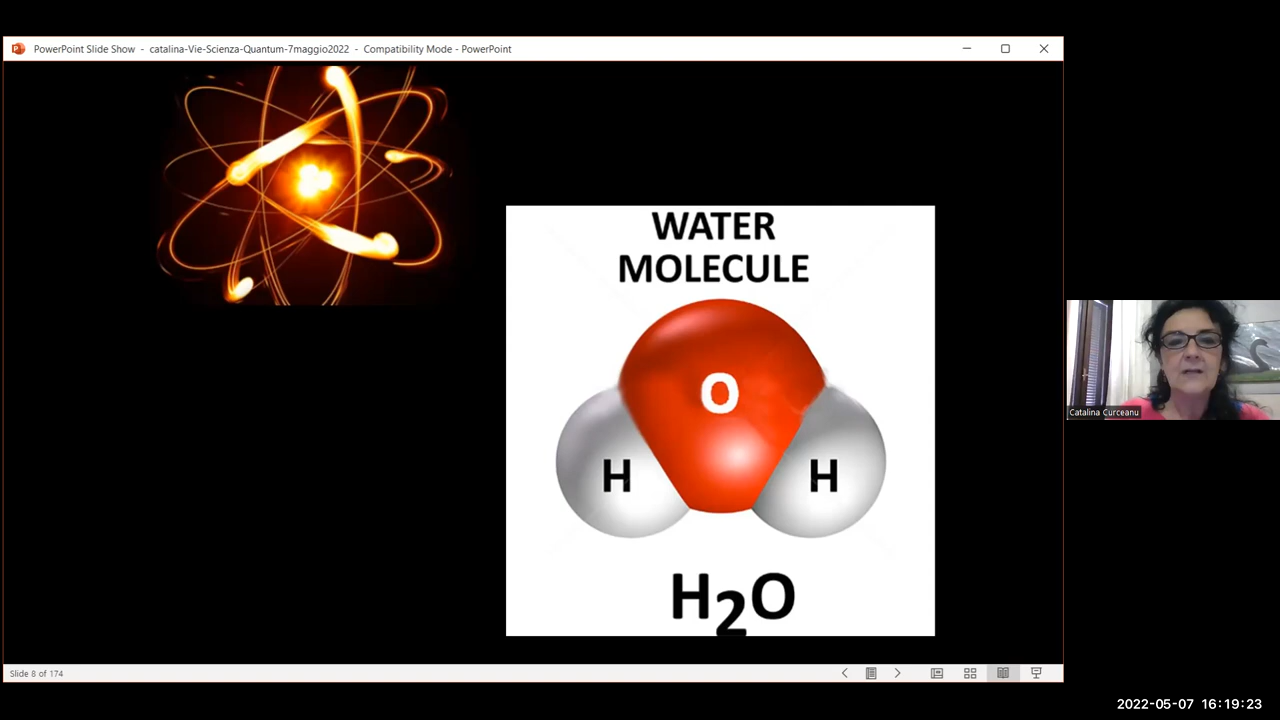 PowerPoint Slide Show - catalina-Vie-Scienza-Quantum-7maggio2022 - Compatibility Mode - PowerPoint
WATER
MOLECULE
O
H H
H2O
Catalina Curceanu
Slide 8 of 174
2022-05-07 16:19:23